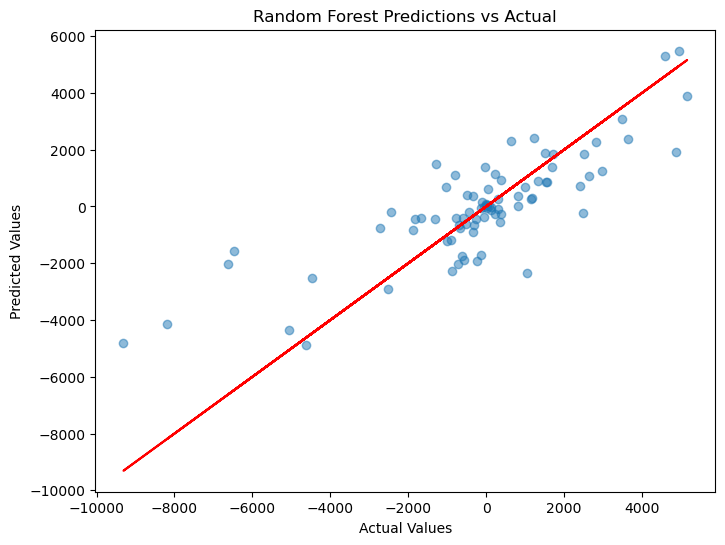 Random Forest Predictions vs Actual
6000
4000
2000
0
−2000
−4000
−6000
−8000
−10000
Predicted Values
−10000 −8000 −6000 −4000 −2000 0 2000 4000
Actual Values